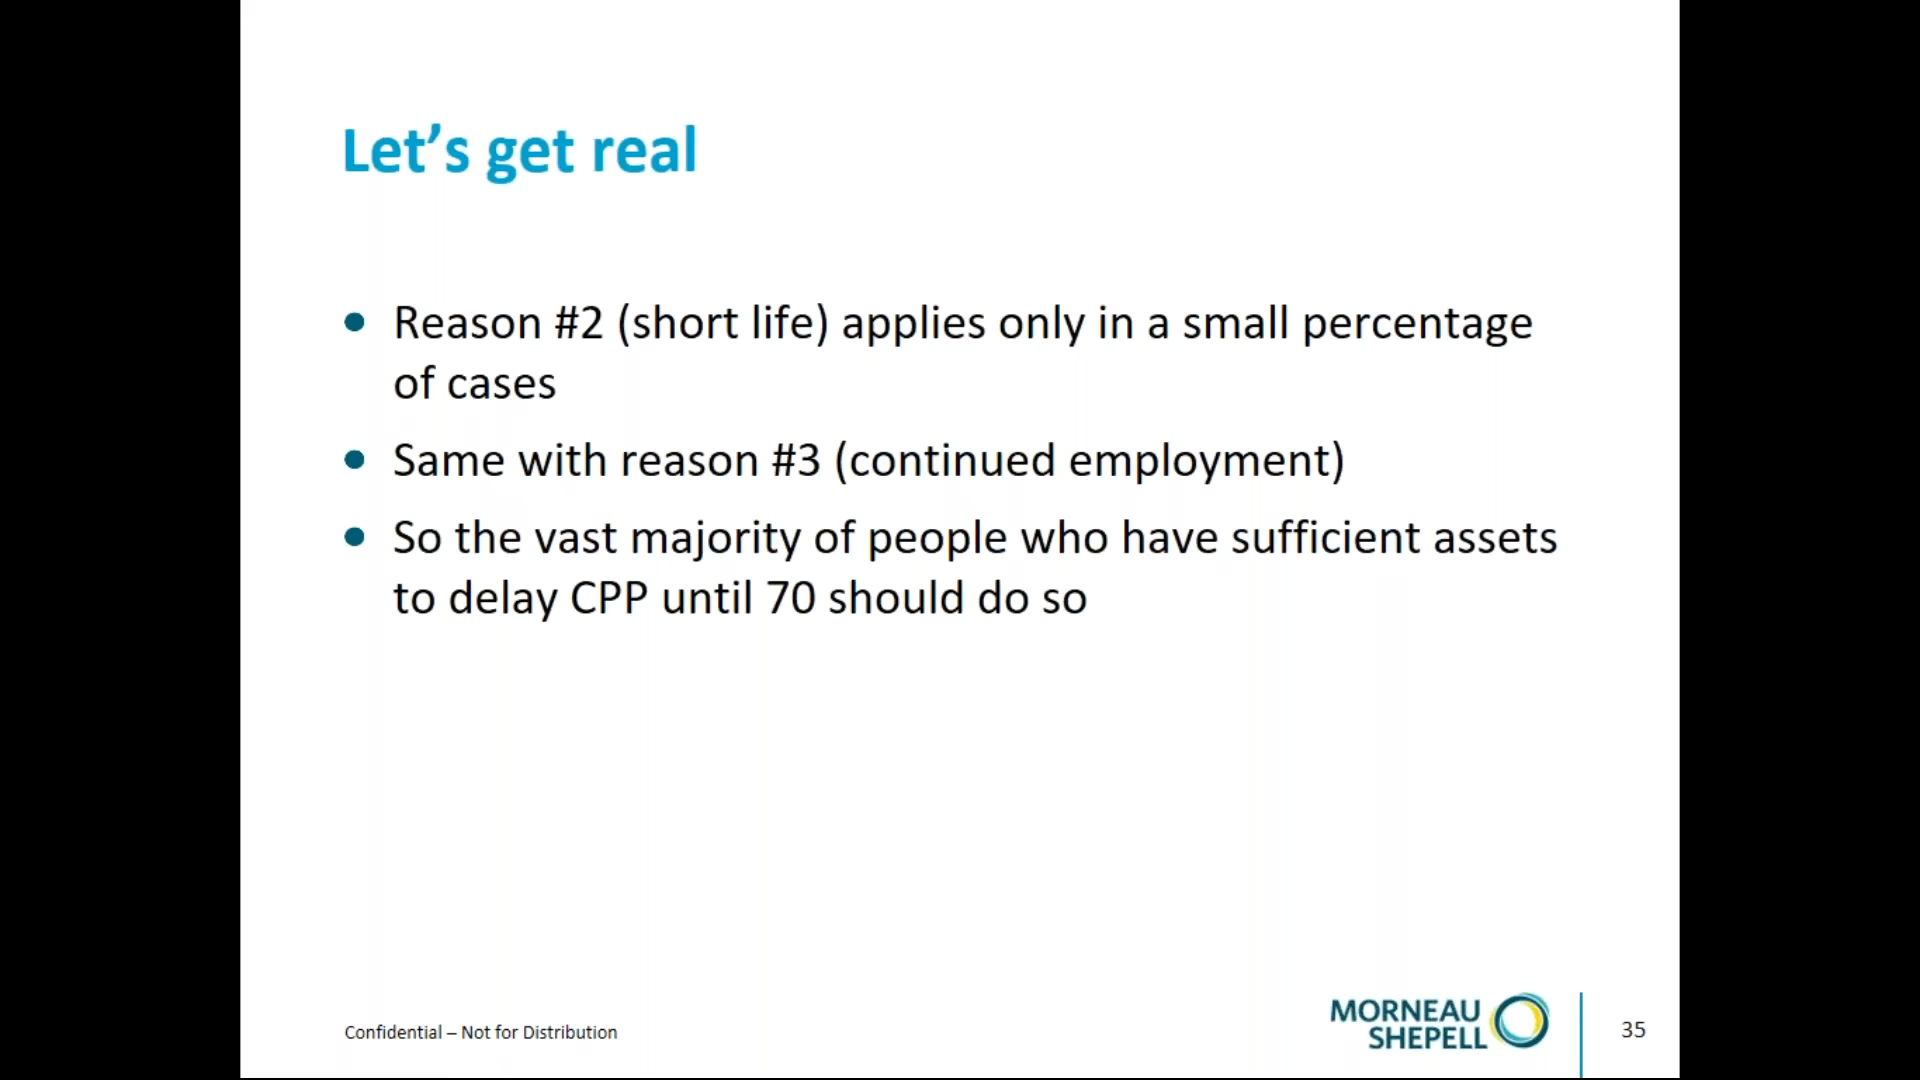 Let’s get real
• Reason #2 (short life) applies only in a small percentage
of cases
• Same with reason #3 (continued employment)
• So the vast majority of people who have sufficient assets
to delay CPP until 70 should do so
Confidential – Not for Distribution
MORNEAU
SHEPELL
35